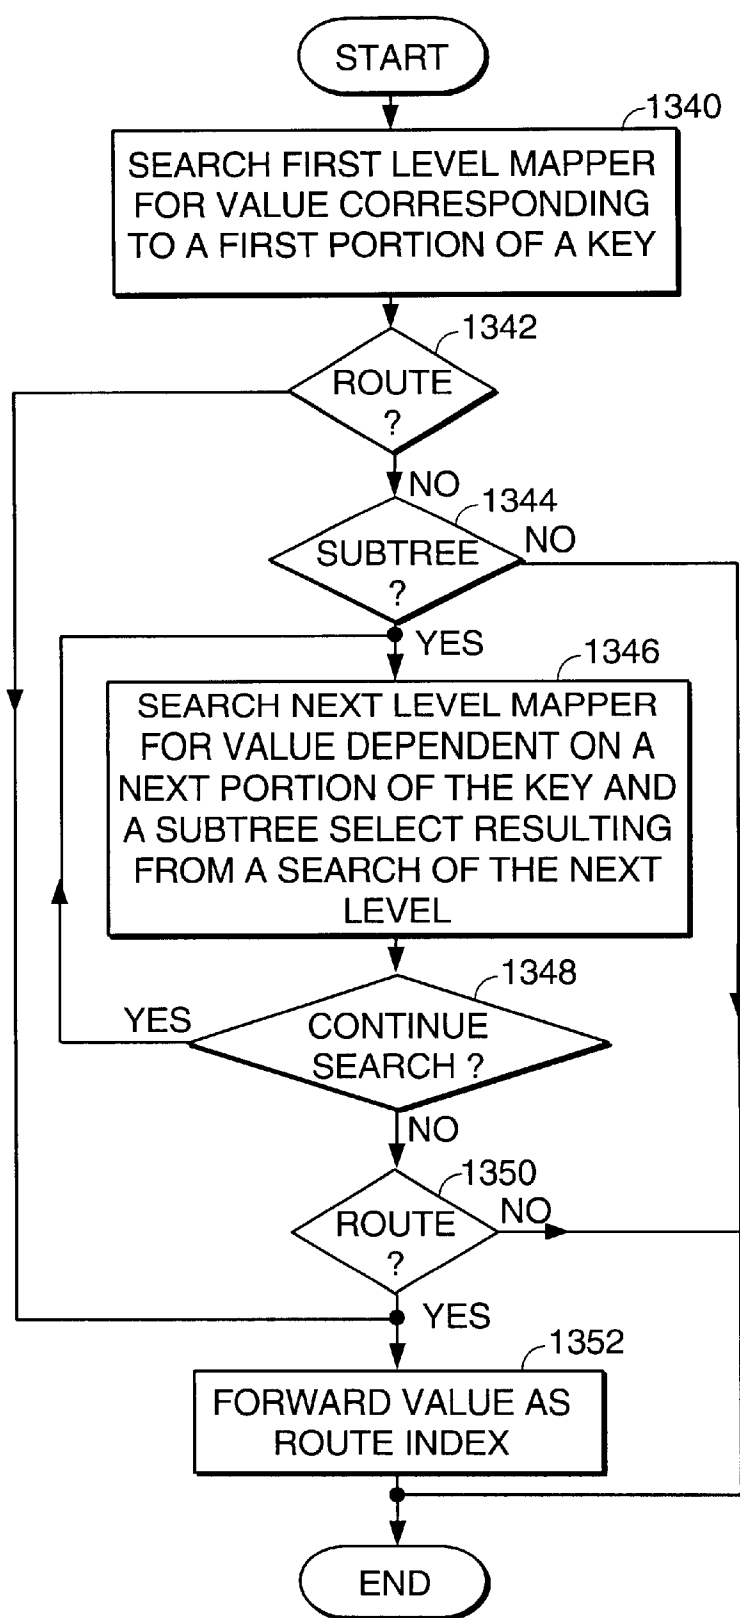 START
1340
SEARCH FIRST LEVEL MAPPER
FOR VALUE CORRESPONDING
TO A FIRST PORTION OF A KEY
1342
ROUTE
?
NO
1344
SUBTREE
?
NO
YES
1346
SEARCH NEXT LEVEL MAPPER
FOR VALUE DEPENDENT ON A
NEXT PORTION OF THE KEY AND
A SUBTREE SELECT RESULTING
FROM A SEARCH OF THE NEXT
LEVEL
1348
YES
CONTINUE
SEARCH ?
NO
1350
ROUTE
?
NO
YES
1352
FORWARD VALUE AS
ROUTE INDEX
END